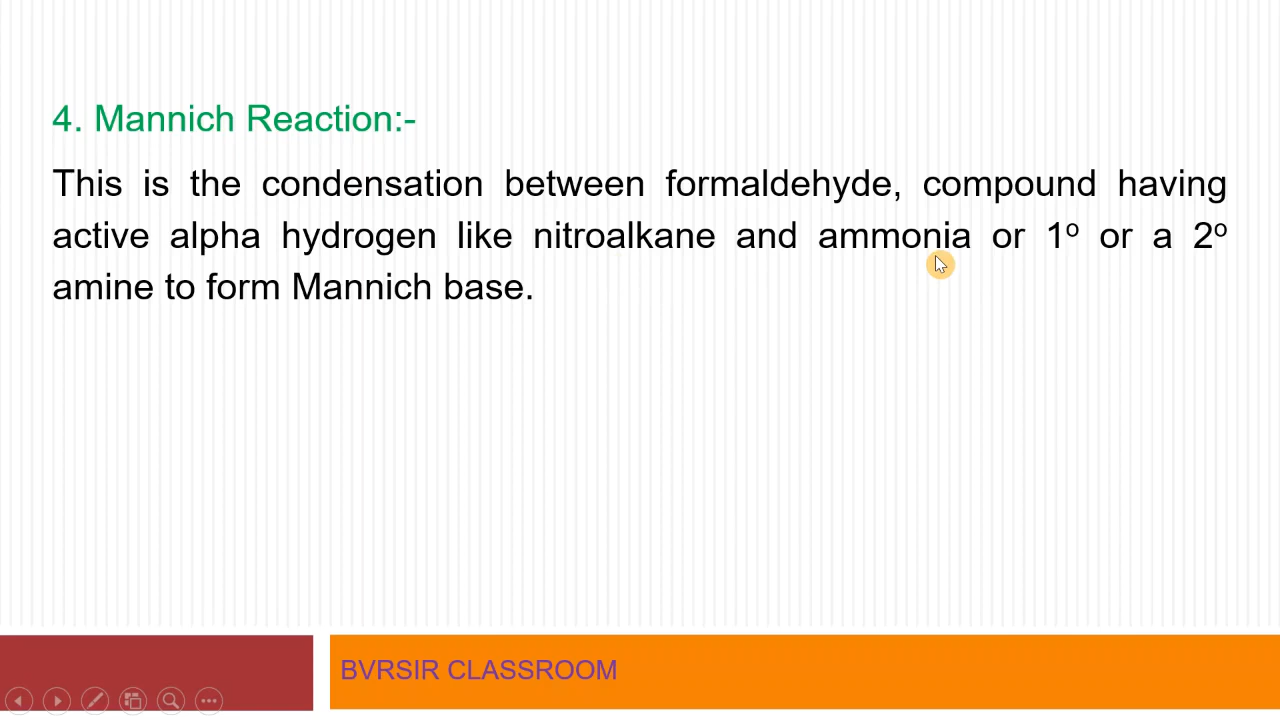 4. Mannich Reaction:-
This is the condensation between formaldehyde, compound having
active alpha hydrogen like nitroalkane and ammonia or 1º or a 2º
amine to form Mannich base.
BVRSIR CLASSROOM